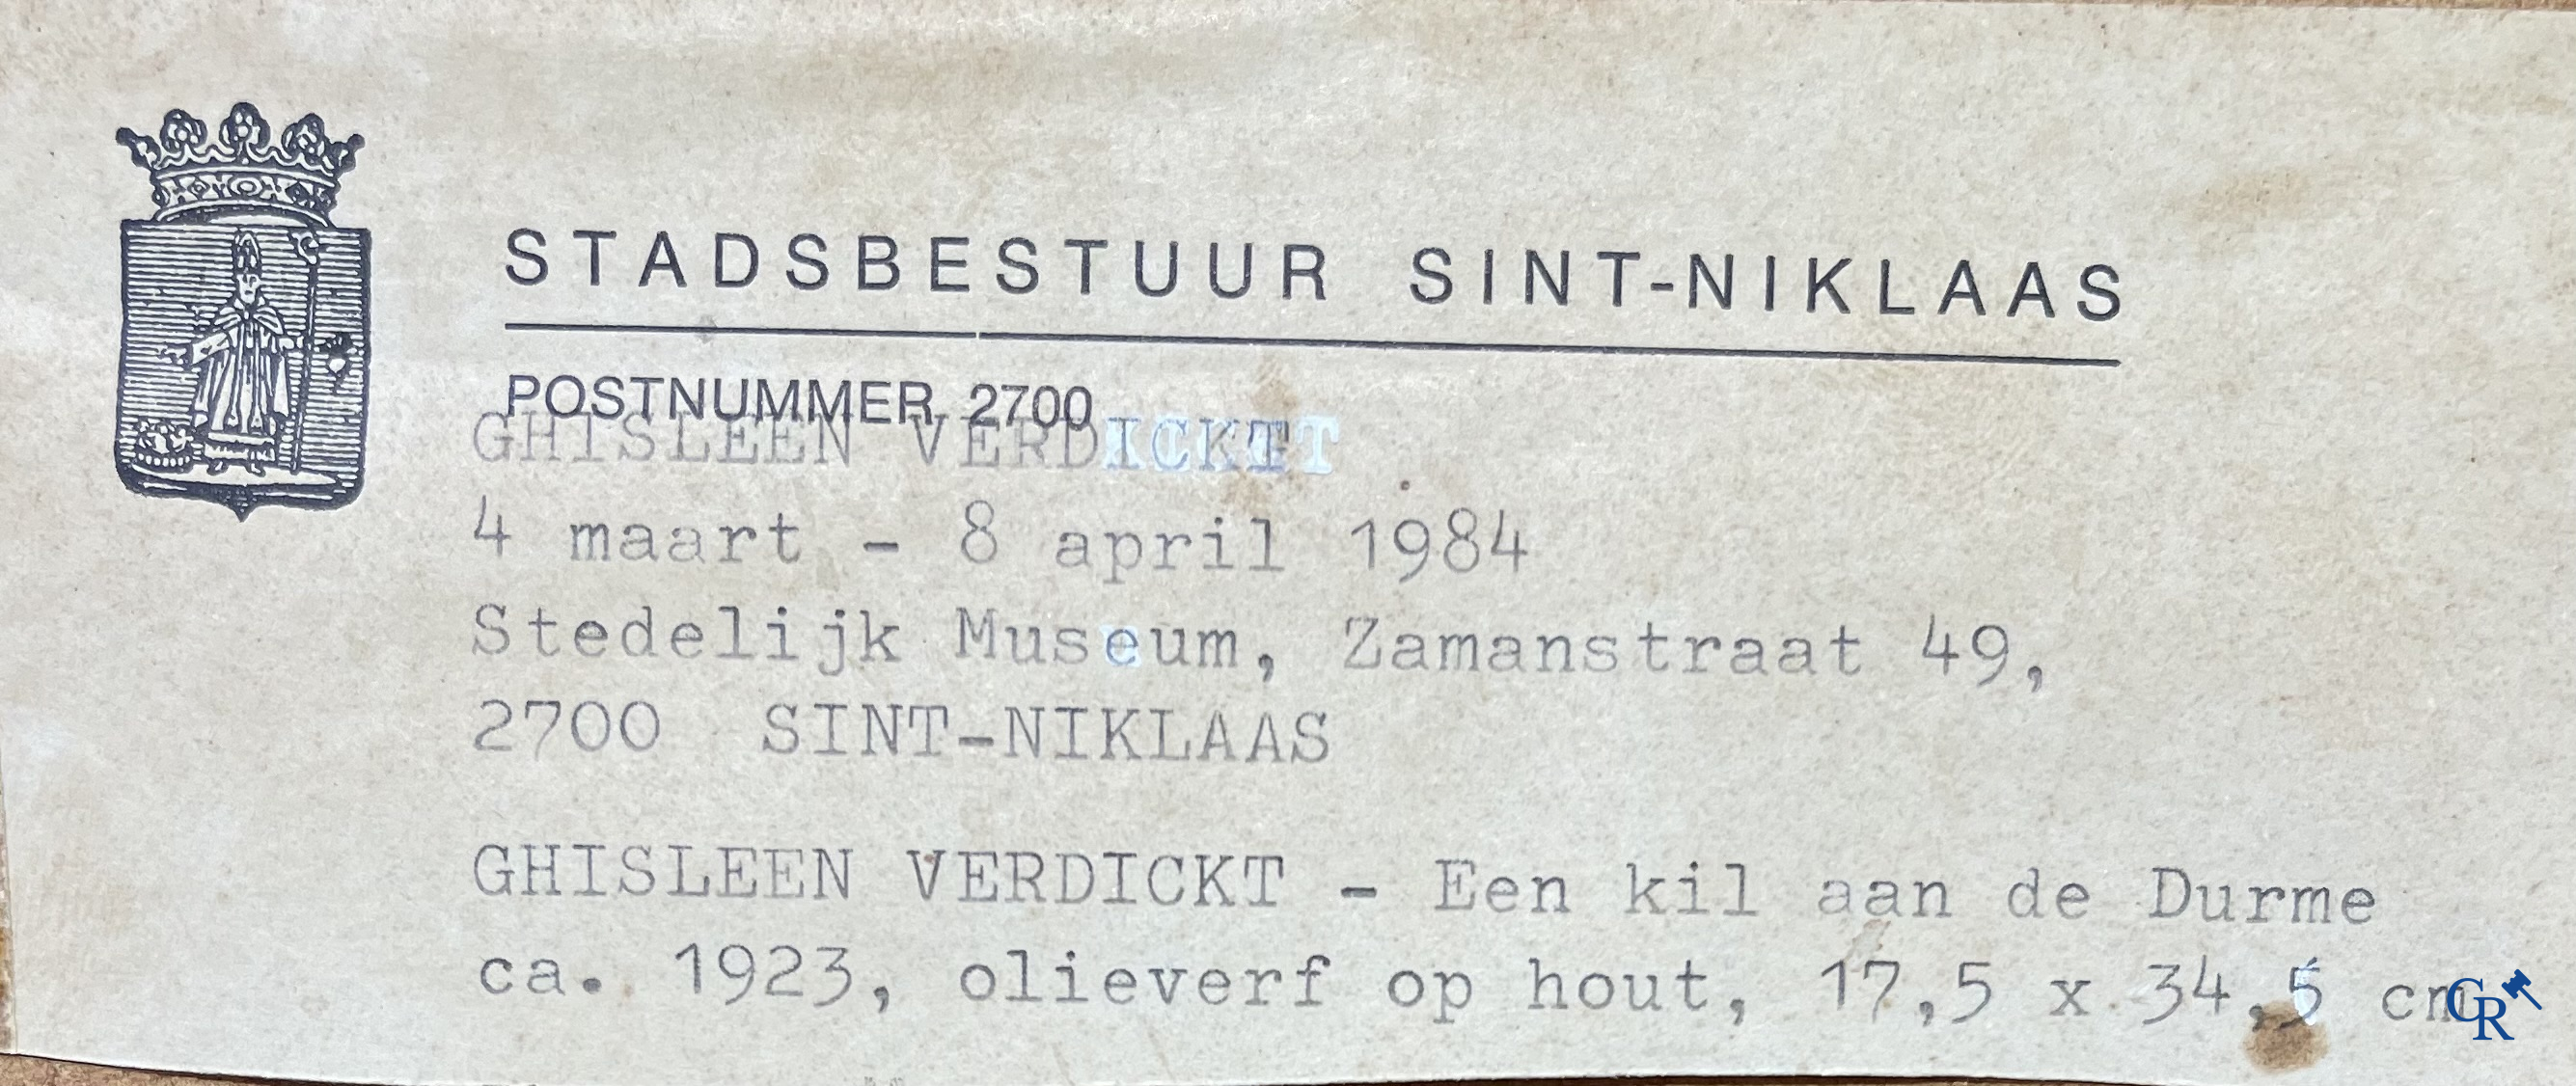 STADSBESTUUR SINT-NIKLAAS
POSTNUMMER 2700
GHISLEEN VERDICKT
4 maart - 8 april 1984
Stedelijk Museum, Zamanstraat 49,
2700 SINT-NIKLAAS
GHISLEEN VERDICKT - Een kil aan de Durme
ca. 1923, olieverf op hout, 17,5 x 34,5 cm
CR